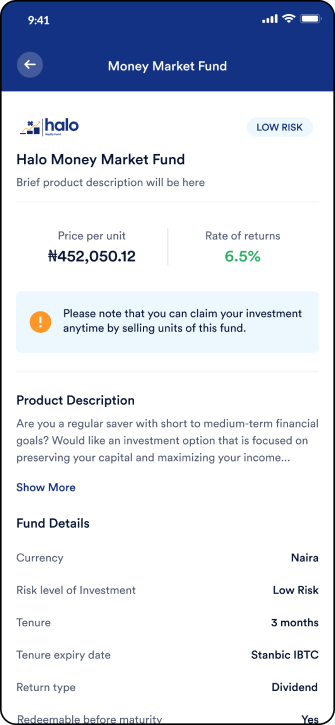 9:41
Money Market Fund
halo
LOW RISK
Halo Money Market Fund
Brief product description will be here
Price per unit
Rate of returns
₦452,050.12
6.5%
Please note that you can claim your investment
anytime by selling units of this fund.
Product Description
Are you a regular saver with short to medium-term financial
goals? Would like an investment option that is focused on
preserving your capital and maximizing your income...
Show More
Fund Details
Currency Naira
Risk level of Investment Low Risk
Tenure 3 months
Tenure expiry date Stanbic IBTC
Return type Dividend
Redeemable before maturity Yes